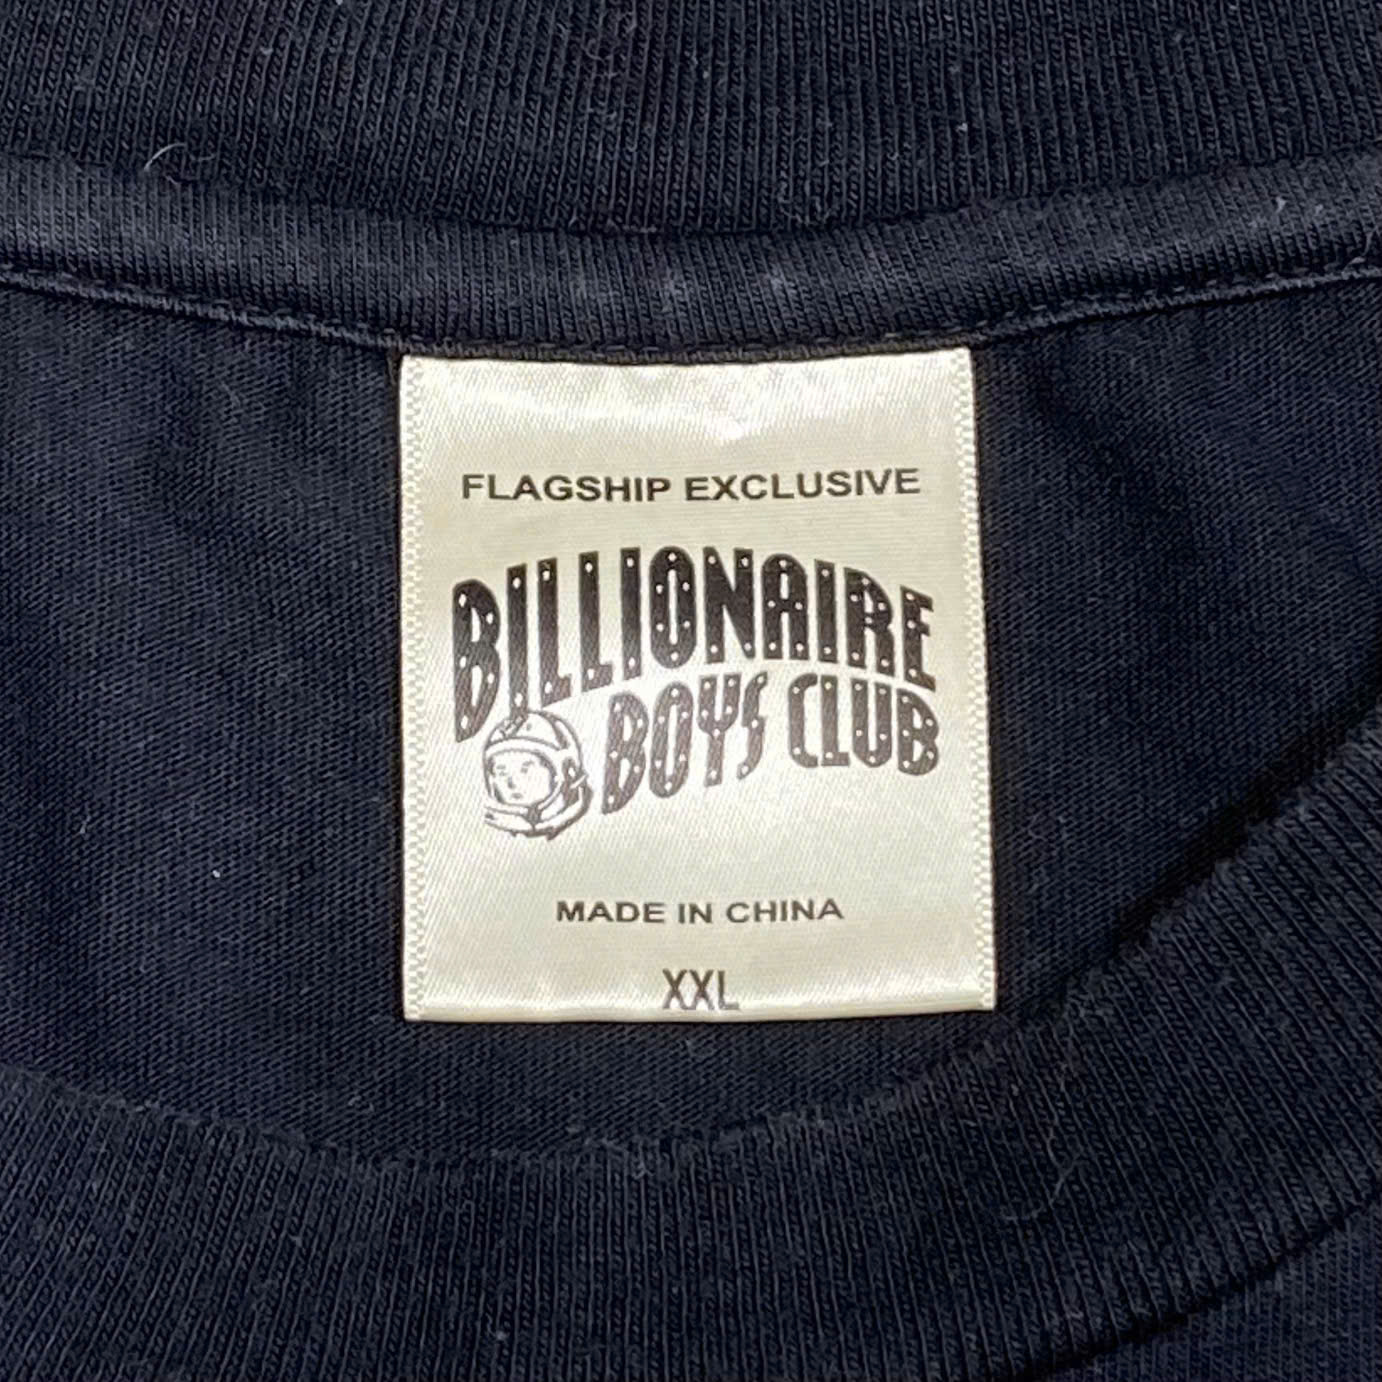 FLAGSHIP EXCLUSIVE
BILLIONAIRE
BOYS CLUB
MADE IN CHINA
XXL